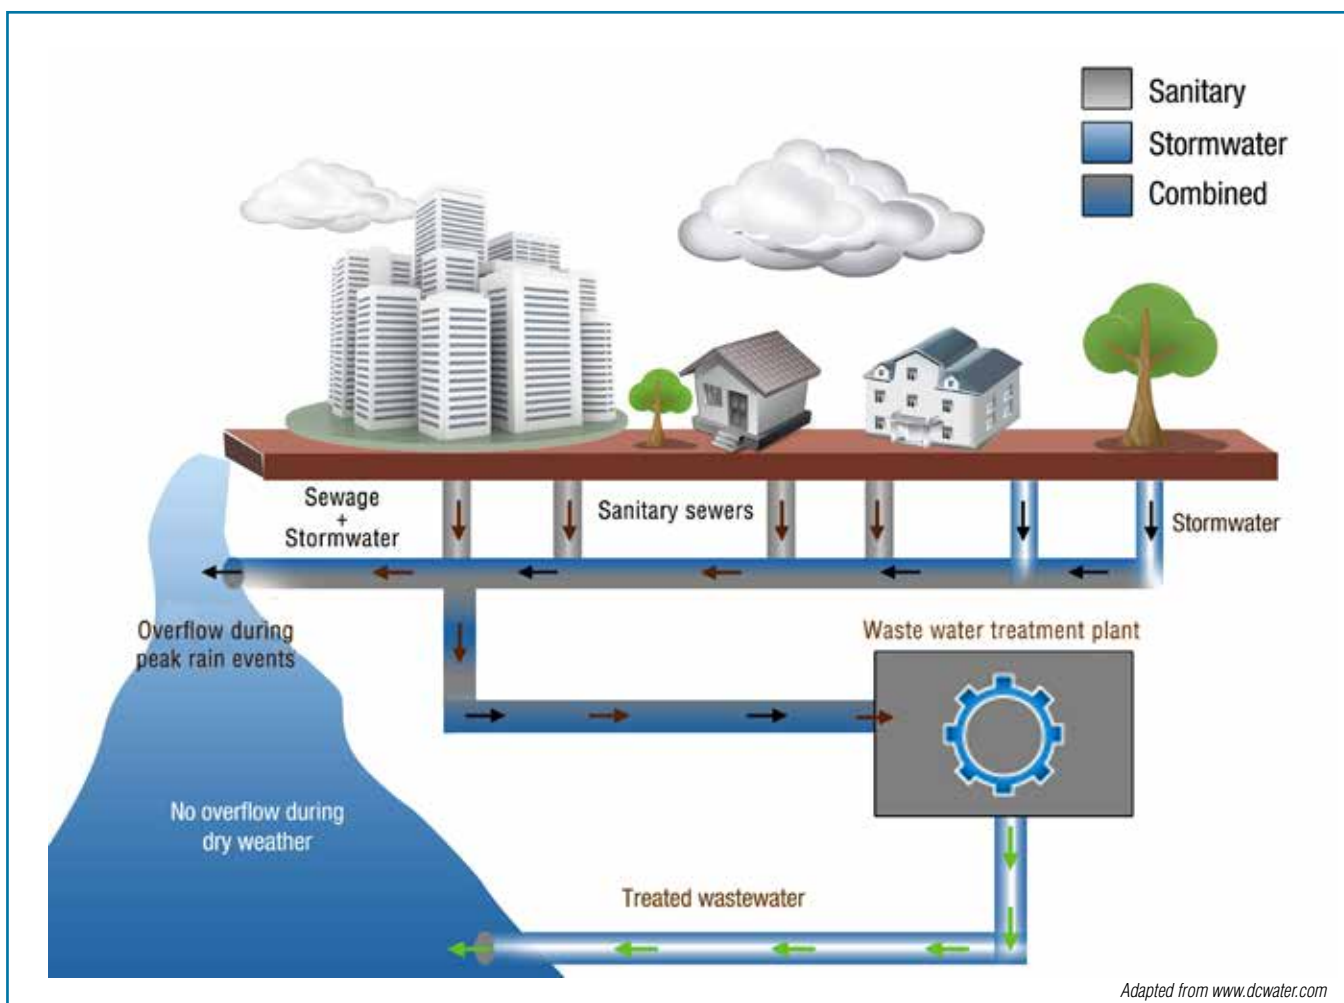 Sanitary
Stormwater
Combined
Sewage
+
Stormwater
Sanitary sewers
Stormwater
Overflow during
peak rain events
Waste water treatment plant
No overflow during
dry weather
Treated wastewater
Adapted from www.dcwater.com